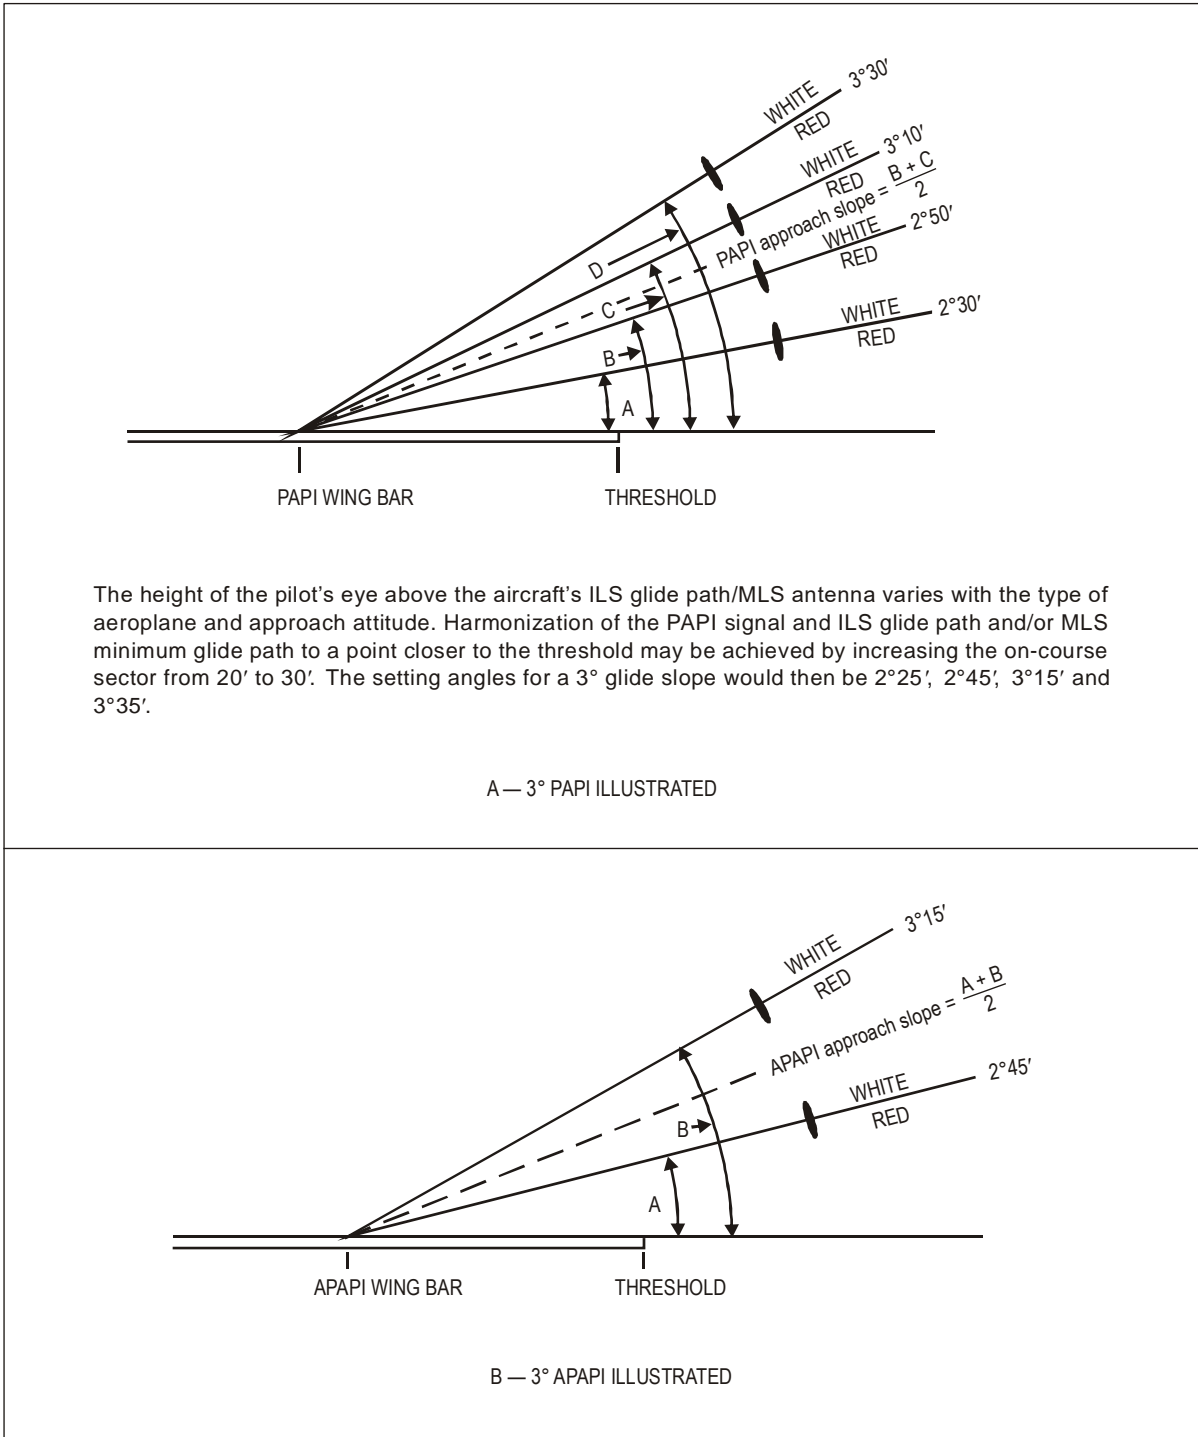 WHITE 3°30′
RED
WHITE 3°10′
RED
PAPI approach slope = B + C
2
WHITE 2°50′
RED
WHITE 2°30′
RED
D
C
B
A
PAPI WING BAR THRESHOLD
The height of the pilot's eye above the aircraft's ILS glide path/MLS antenna varies with the type of
aeroplane and approach attitude. Harmonization of the PAPI signal and ILS glide path and/or MLS
minimum glide path to a point closer to the threshold may be achieved by increasing the on-course
sector from 20′ to 30′. The setting angles for a 3° glide slope would then be 2°25′, 2°45′, 3°15′ and
3°35′.
A — 3° PAPI ILLUSTRATED
WHITE 3°15′
RED
APAPI approach slope = A + B
2
WHITE 2°45′
RED
B
A
APAPI WING BAR THRESHOLD
B — 3° APAPI ILLUSTRATED